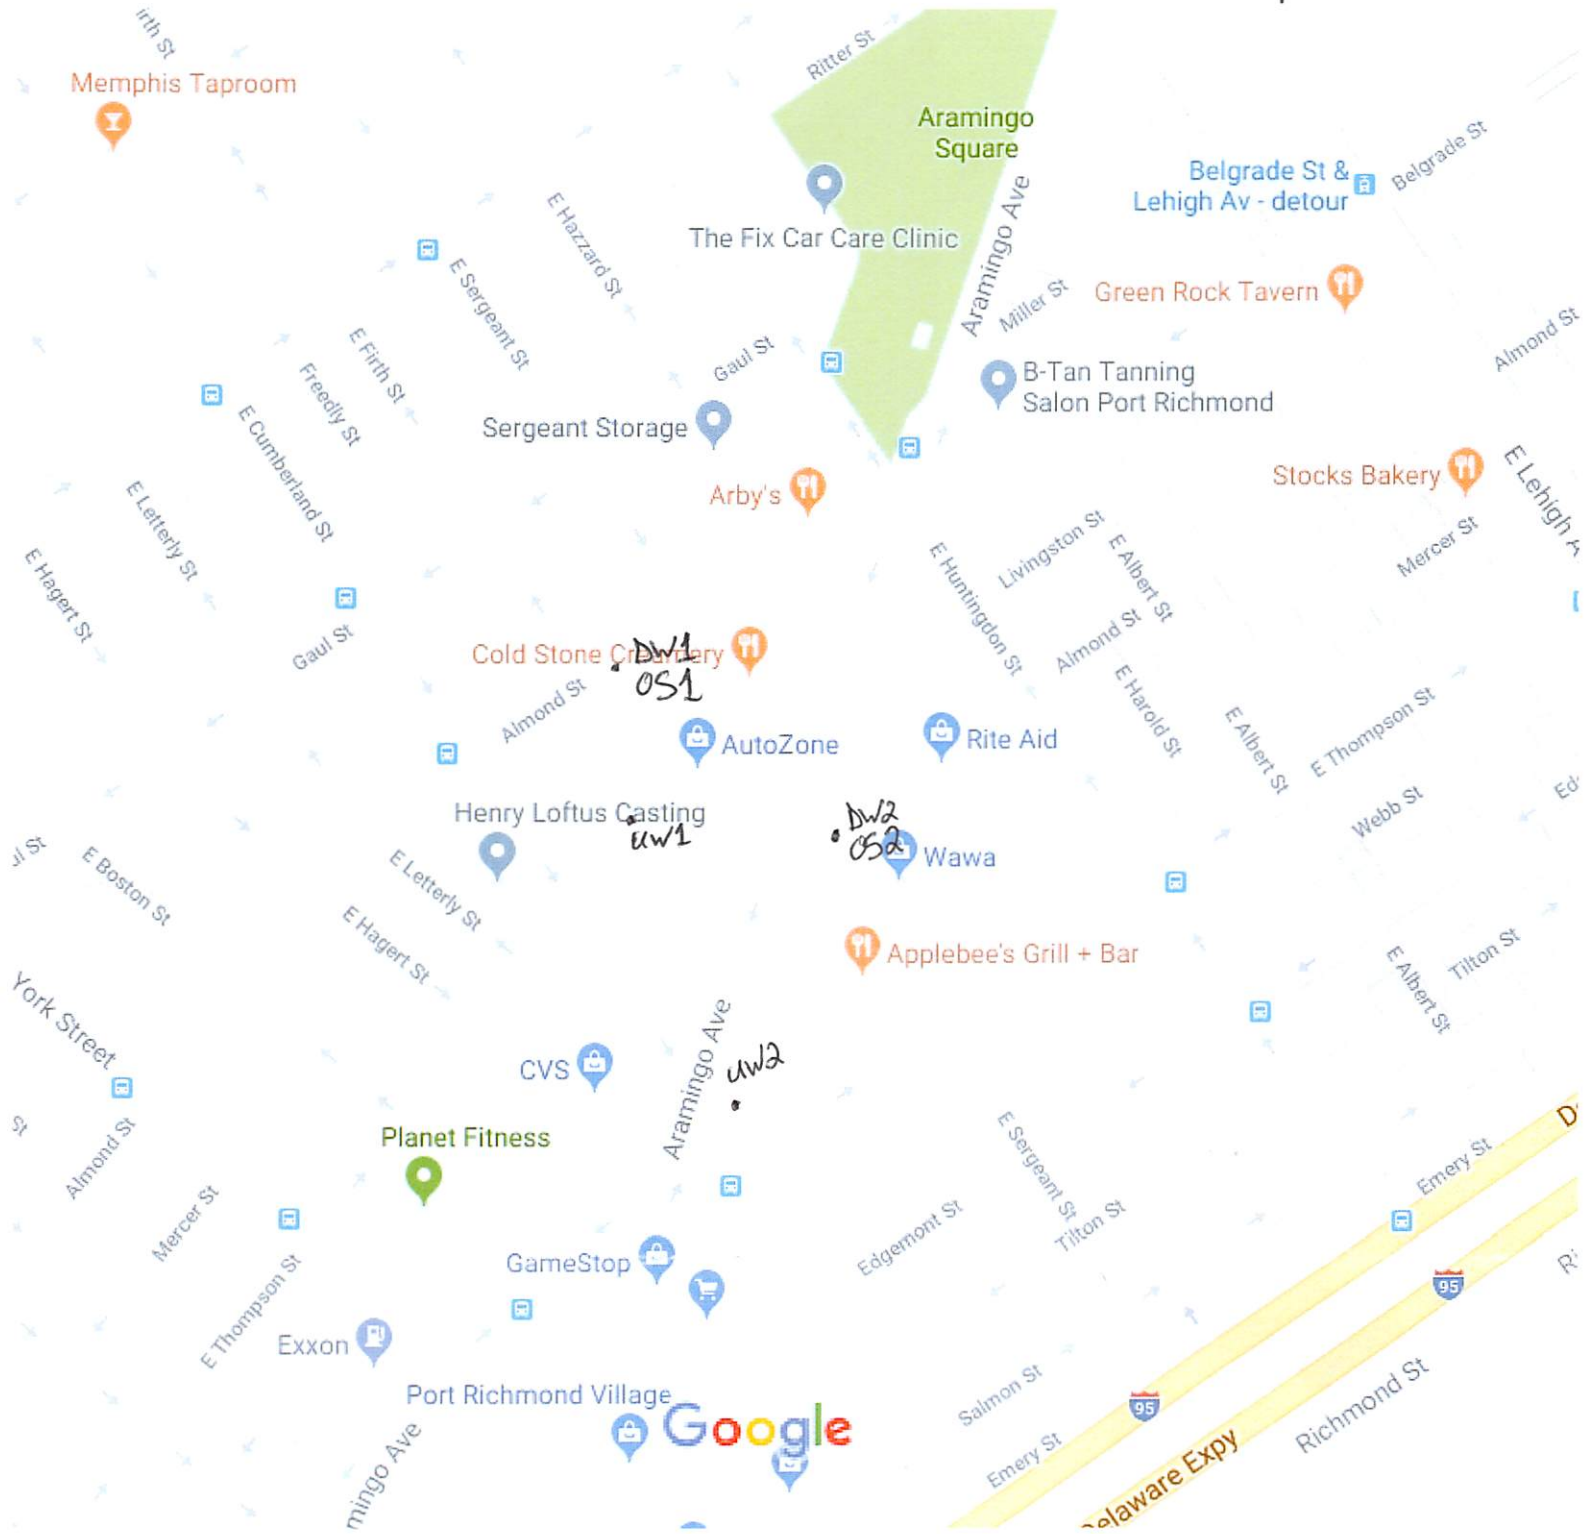 irth St
Memphis Taproom
Ritter St
Aramingo
Square
Belgrade St &
Lehigh Av - detour
Belgrade St
The Fix Car Care Clinic
E Hazzard St
Aramingo Ave
Miller St
Green Rock Tavern
E Sergeant St
Almond St
E Firth St
Freedly St
Gaul St
B-Tan Tanning
Salon Port Richmond
Sergeant Storage
E Cumberland St
Arby's
Stocks Bakery
E Lehigh A
E Letterly St
E Hagert St
E Huntingdon St
Livingston St
E Albert St
Mercer St
Gaul St
Cold Stone Creamery
DW1
OS1
Almond St
Almond St
E Harold St
AutoZone
Rite Aid
E Albert St
E Thompson St
Henry Loftus Casting
UW1
DW2
OS2
Wawa
Webb St
Ed
ul St
E Boston St
E Letterly St
E Hagert St
Applebee's Grill + Bar
E Albert St
Tilton St
York Street
CVS
Aramingo Ave
UW2
St
Almond St
Planet Fitness
E Sergeant St
Tilton St
Emery St
D
Mercer St
Edgemont St
GameStop
E Thompson St
Exxon
95
Ri
Port Richmond Village
Google
Salmon St
95
Richmond St
mingo Ave
Emery St
Delaware Expy